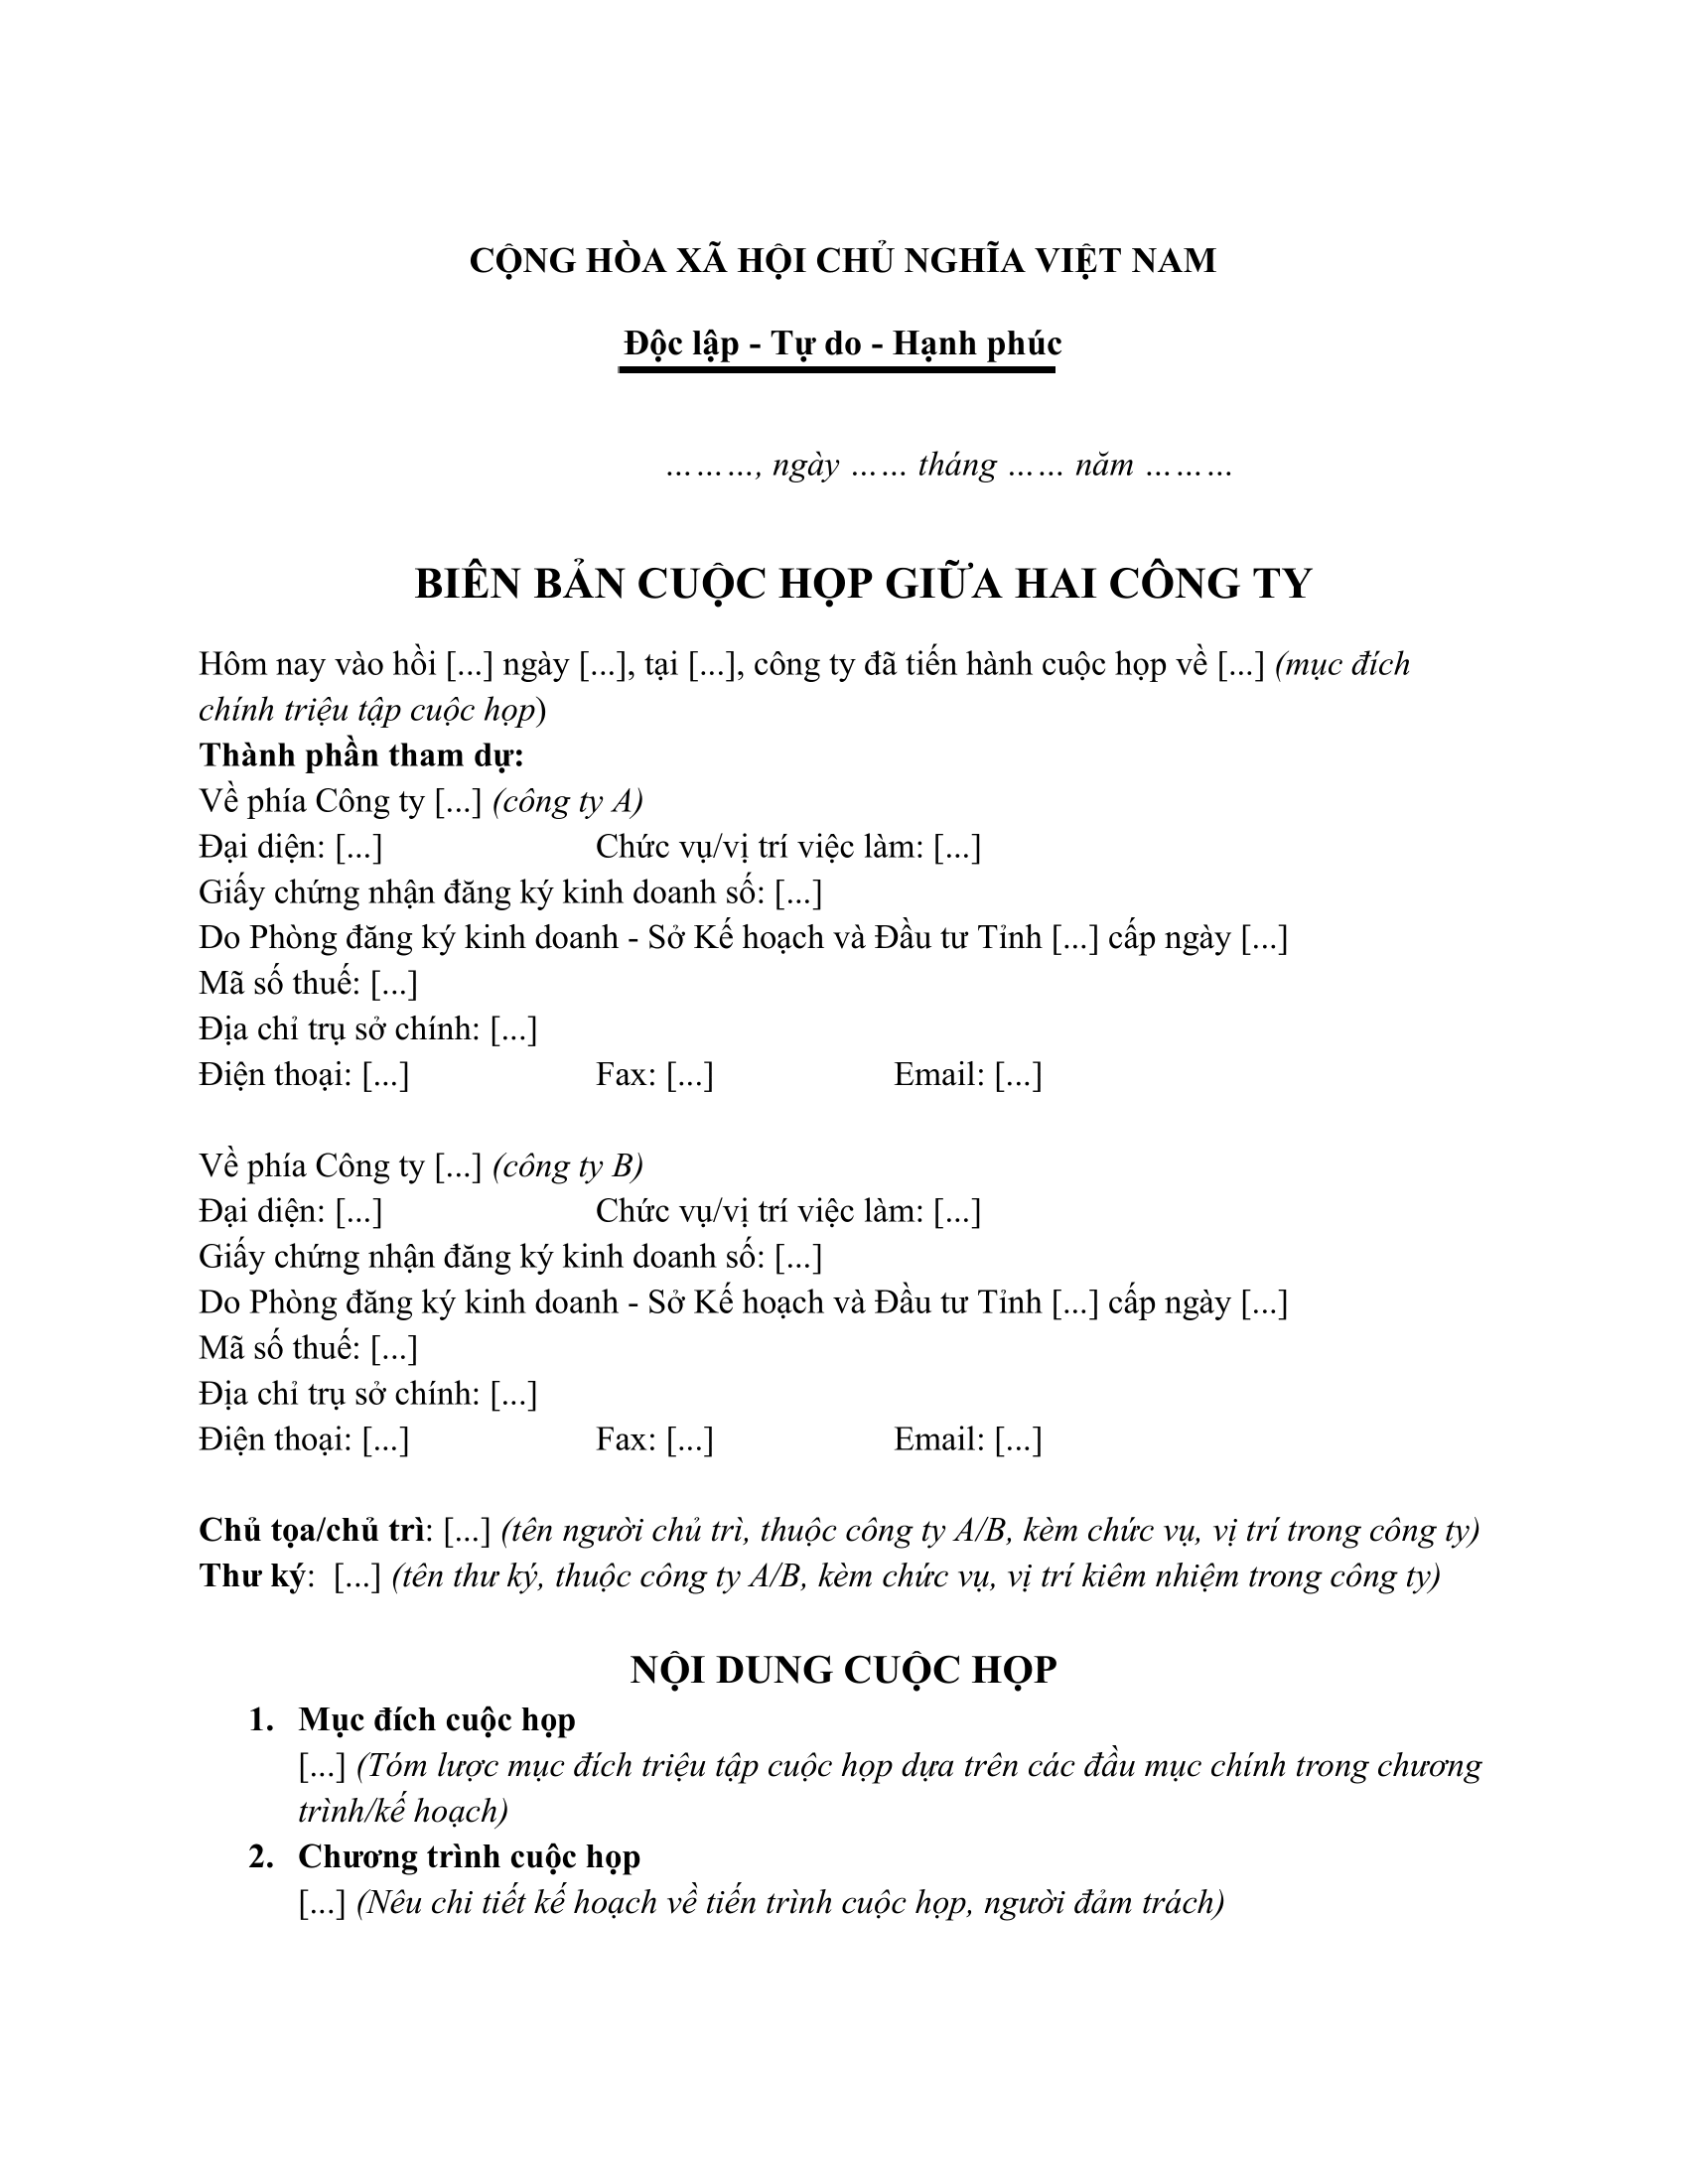 CỘNG HÒA XÃ HỘI CHỦ NGHĨA VIỆT NAM
Độc lập - Tự do - Hạnh phúc
………, ngày …… tháng …… năm ………
BIÊN BẢN CUỘC HỌP GIỮA HAI CÔNG TY
Hôm nay vào hồi [...] ngày [...], tại [...], công ty đã tiến hành cuộc họp về [...] (mục đích
chính triệu tập cuộc họp)
Thành phần tham dự:
Về phía Công ty [...] (công ty A)
Đại diện: [...] Chức vụ/vị trí việc làm: [...]
Giấy chứng nhận đăng ký kinh doanh số: [...]
Do Phòng đăng ký kinh doanh - Sở Kế hoạch và Đầu tư Tỉnh [...] cấp ngày [...]
Mã số thuế: [...]
Địa chỉ trụ sở chính: [...]
Điện thoại: [...] Fax: [...] Email: [...]
Về phía Công ty [...] (công ty B)
Đại diện: [...] Chức vụ/vị trí việc làm: [...]
Giấy chứng nhận đăng ký kinh doanh số: [...]
Do Phòng đăng ký kinh doanh - Sở Kế hoạch và Đầu tư Tỉnh [...] cấp ngày [...]
Mã số thuế: [...]
Địa chỉ trụ sở chính: [...]
Điện thoại: [...] Fax: [...] Email: [...]
Chủ tọa/chủ trì: [...] (tên người chủ trì, thuộc công ty A/B, kèm chức vụ, vị trí trong công ty)
Thư ký: [...] (tên thư ký, thuộc công ty A/B, kèm chức vụ, vị trí kiêm nhiệm trong công ty)
NỘI DUNG CUỘC HỌP
1. Mục đích cuộc họp
[...] (Tóm lược mục đích triệu tập cuộc họp dựa trên các đầu mục chính trong chương
trình/kế hoạch)
2. Chương trình cuộc họp
[...] (Nêu chi tiết kế hoạch về tiến trình cuộc họp, người đảm trách)